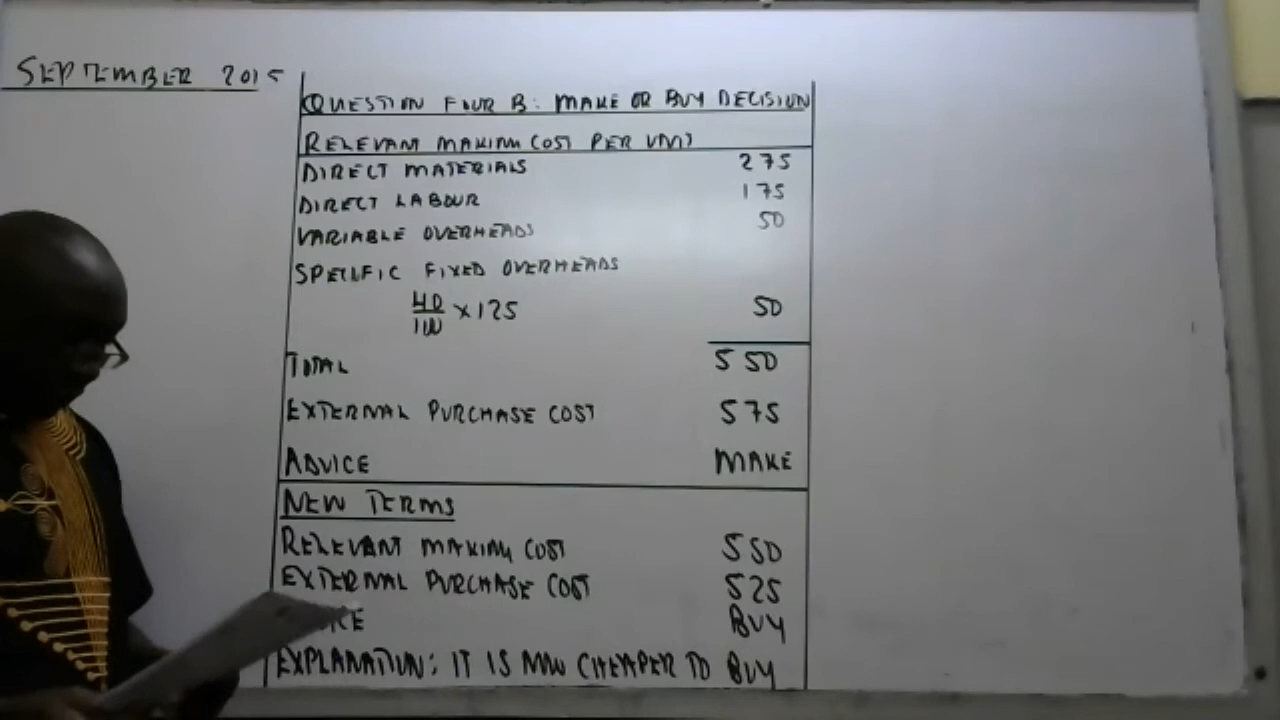 SEPTEMBER 2015
QUESTION FOUR B: MAKE OR BUY DECISION
RELEVANT MAKING COST PER UNIT
DIRECT MATERIALS 275
DIRECT LABOUR 175
VARIABLE OVERHEADS 50
SPECIFIC FIXED OVERHEADS
40/100 × 125 50
TOTAL 550
EXTERNAL PURCHASE COST 575
ADVICE MAKE
NEW TERMS
RELEVANT MAKING COST 550
EXTERNAL PURCHASE COST 525
BUY
EXPLANATION: IT IS NOW CHEAPER TO BUY